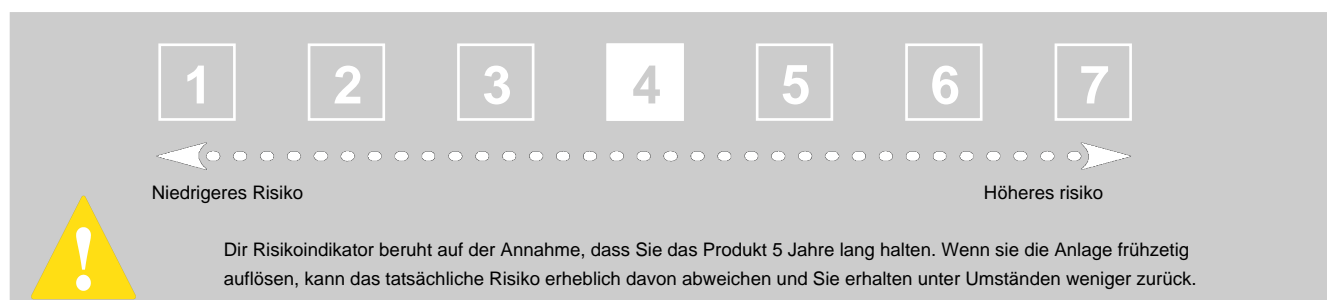 1 2 3 4 5 6 7
Niedrigeres Risiko Höheres risiko
!
Dir Risikoindikator beruht auf der Annahme, dass Sie das Produkt 5 Jahre lang halten. Wenn sie die Anlage frühzetig
auflösen, kann das tatsächliche Risiko erheblich davon abweichen und Sie erhalten unter Umständen weniger zurück.